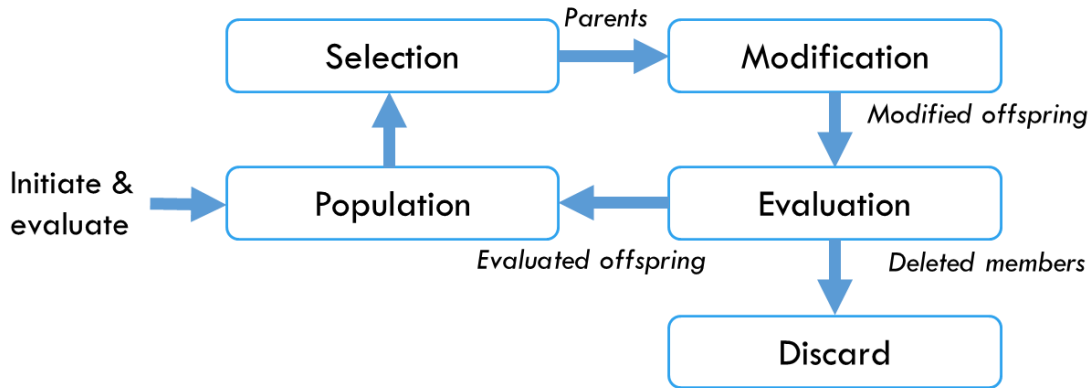 Parents
Selection
Modification
Modified offspring
Initiate &
evaluate
Population
Evaluation
Evaluated offspring
Deleted members
Discard